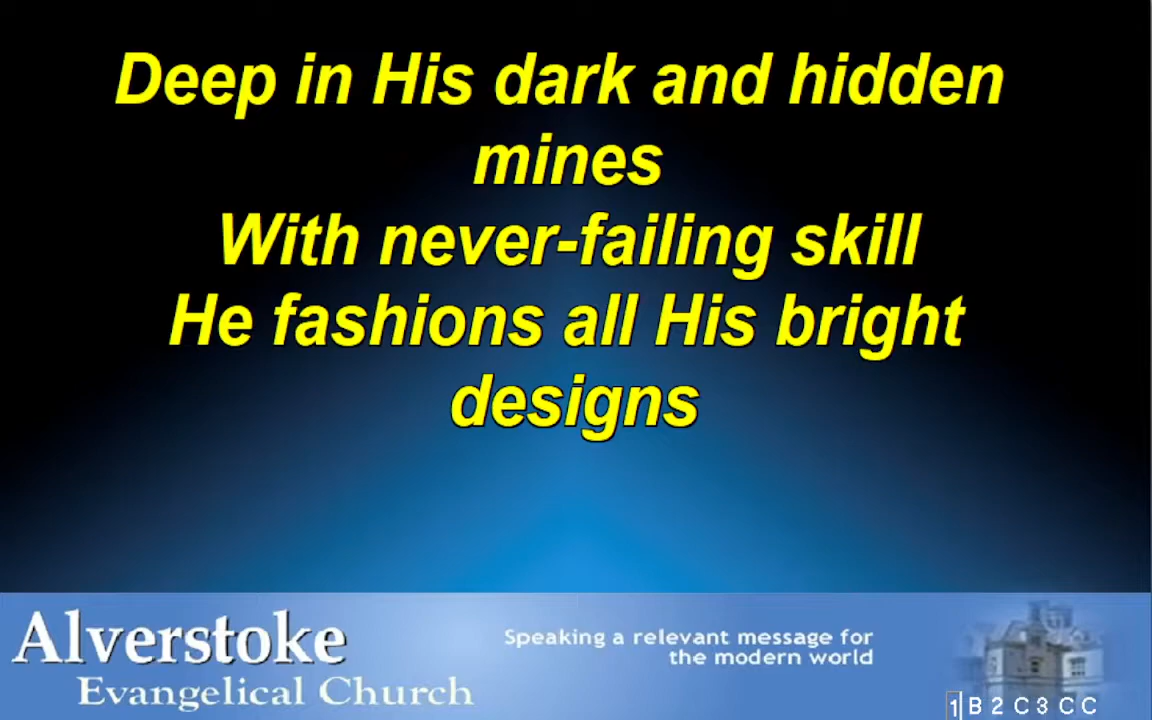 Deep in His dark and hidden
mines
With never-failing skill
He fashions all His bright
designs
Alverstoke
Evangelical Church
Speaking a relevant message for
the modern world
1 B 2 C 3 C C